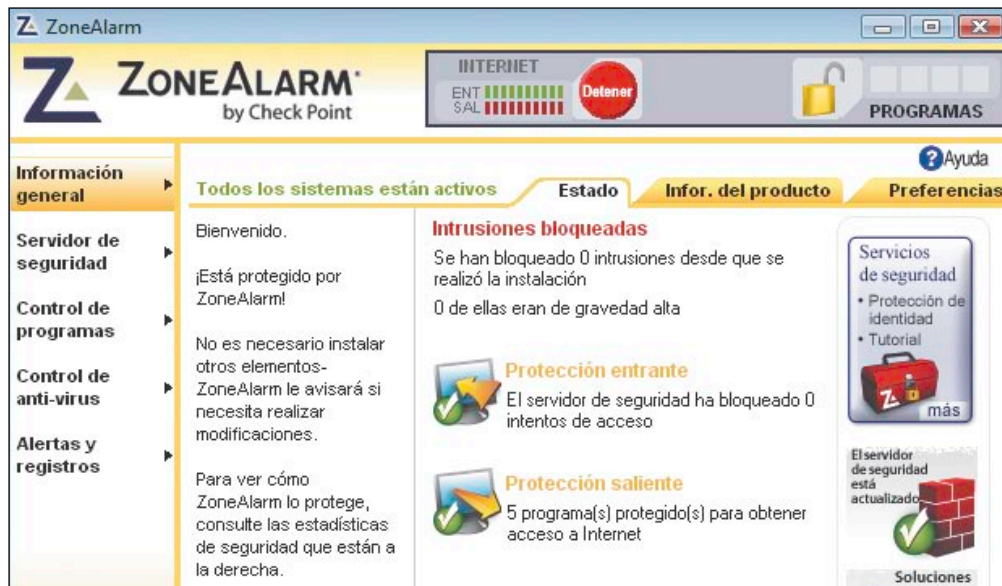 ZoneAlarm
ZONEALARM®
by Check Point
INTERNET
ENT
SAL
Detener
PROGRAMAS
Ayuda
Información
general
Servidor de
seguridad
Control de
programas
Control de
anti-virus
Alertas y
registros
Todos los sistemas están activos
Estado
Infor. del producto
Preferencias
Bienvenido.
¡Está protegido por
ZoneAlarm!
No es necesario instalar
otros elementos-
ZoneAlarm le avisará si
necesita realizar
modificaciones.
Para ver cómo
ZoneAlarm lo protege,
consulte las estadísticas
de seguridad que están a
la derecha.
Intrusiones bloqueadas
Se han bloqueado 0 intrusiones desde que se
realizó la instalación
0 de ellas eran de gravedad alta
Protección entrante
El servidor de seguridad ha bloqueado 0
intentos de acceso
Protección saliente
5 programa(s) protegido(s) para obtener
acceso a Internet
Servicios
de seguridad
• Protección de
identidad
• Tutorial
más
El servidor
de seguridad
está
actualizado
Soluciones